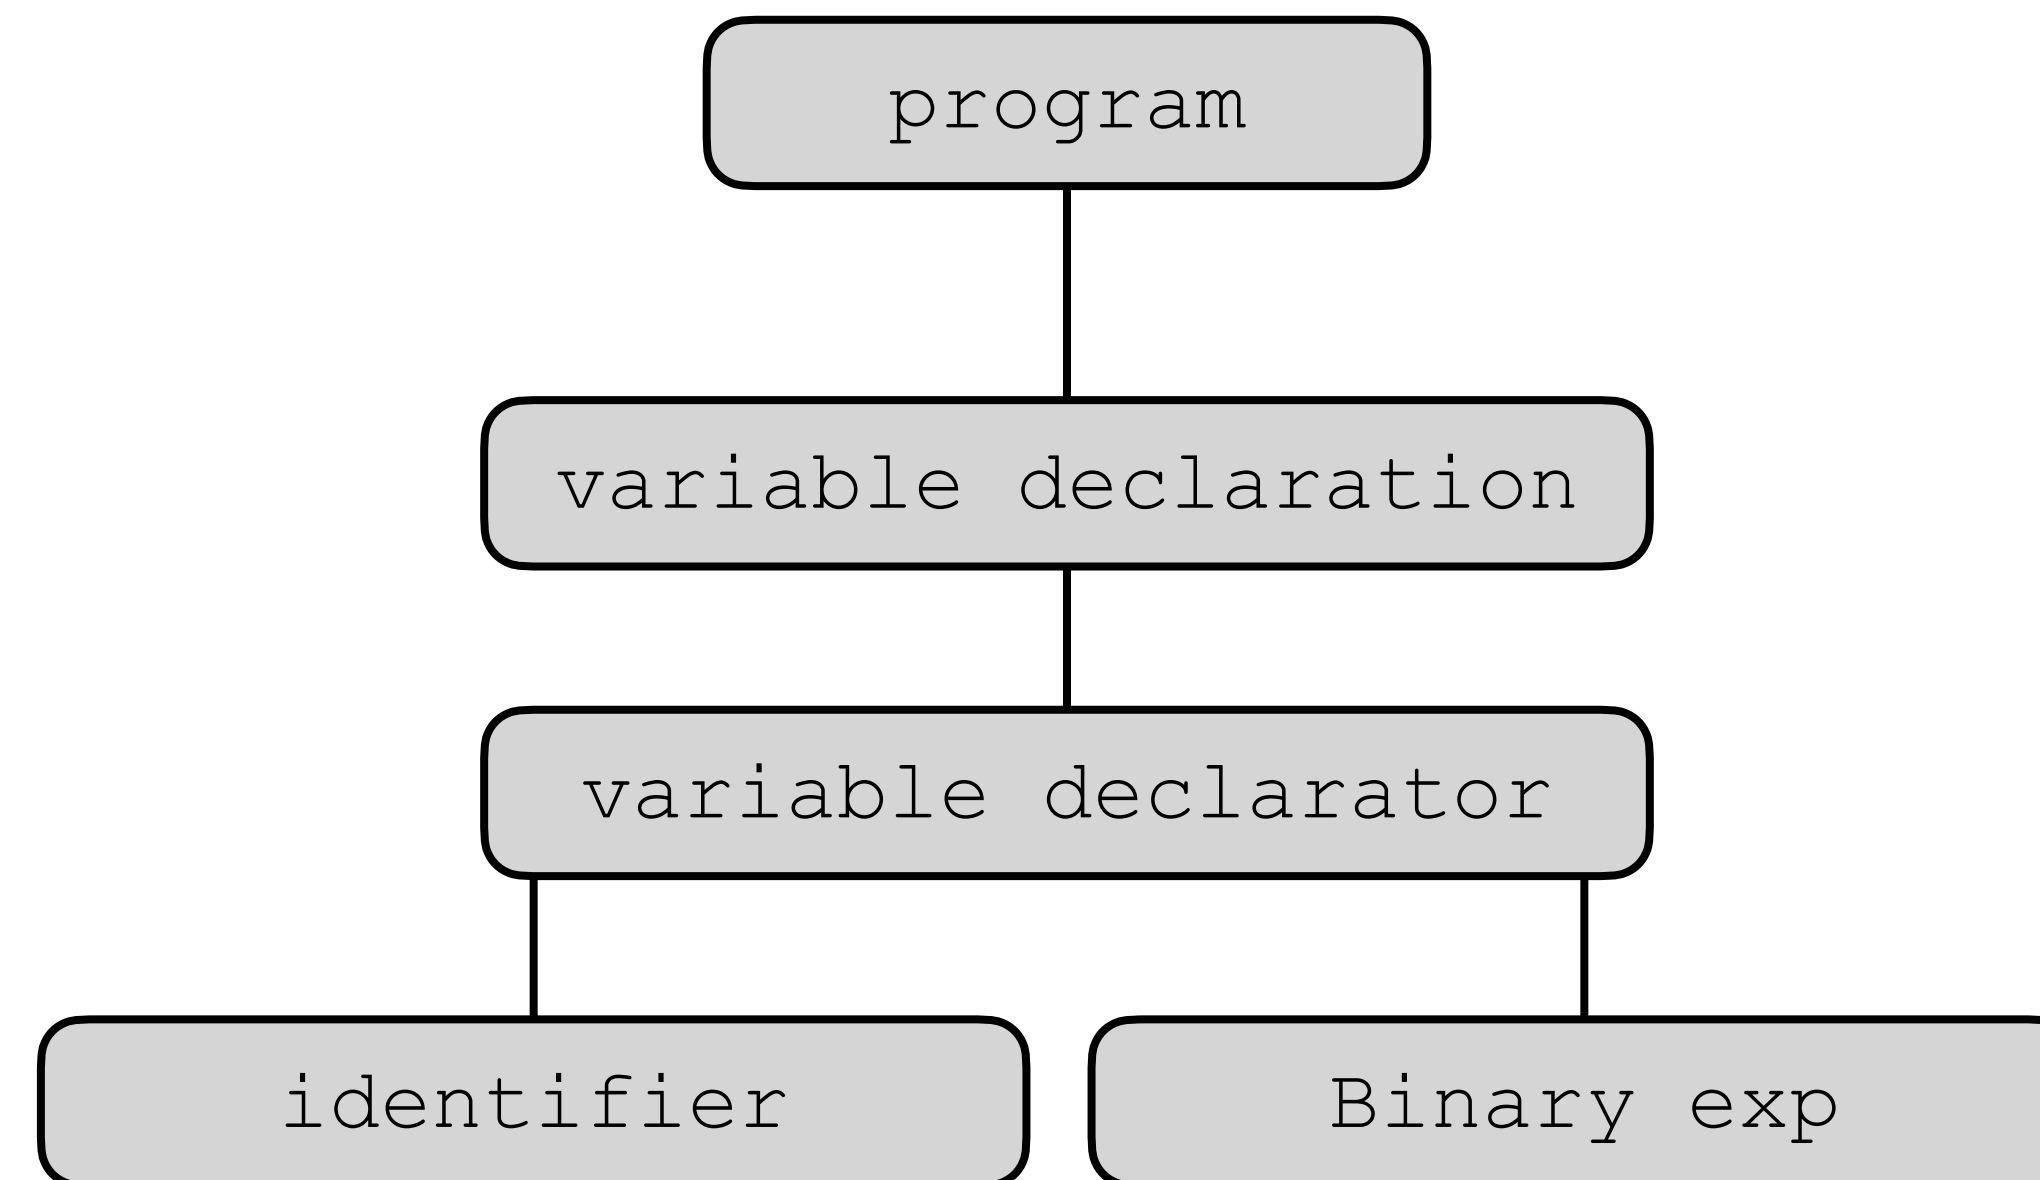 program
variable declaration
variable declarator
identifier
Binary exp